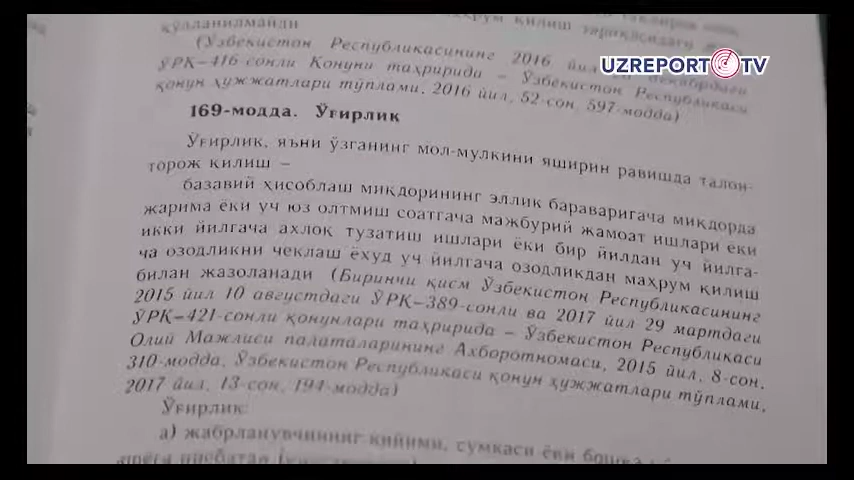 қўлланилмайди
(Ўзбекистон Республикасининг 2016 йил
ЎРҚ–416-сонли Қонуни таҳририда – Ўзбекистон Республикаси
қонун ҳужжатлари тўплами, 2016 йил, 52-сон, 597-модда)
UZREPORT TV
169-модда. Ўғирлик
Ўғирлик, яъни ўзганинг мол-мулкини яширин равишда талон-
торож қилиш –
базавий ҳисоблаш миқдорининг эллик бараваригача миқдорда
жарима ёки уч юз олтмиш соатгача мажбурий жамоат ишлари ёки
икки йилгача ахлоқ тузатиш ишлари ёки бир йилдан уч йилга-
ча озодликни чеклаш ёхуд уч йилгача озодликдан маҳрум қилиш
билан жазоланади (Биринчи қисм Ўзбекистон Республикасининг
2015 йил 10 августдаги ЎРҚ–389-сонли ва 2017 йил 29 мартдаги
ЎРҚ–421-сонли қонунлари таҳририда – Ўзбекистон Республикаси
Олий Мажлиси палаталарининг Ахборотномаси, 2015 йил, 8-сон,
310-модда, Ўзбекистон Республикаси қонун ҳужжатлари тўплами,
2017 йил, 13-сон, 194-модда)
Ўғирлик:
а) жабрланувчининг кийими, сумкаси ёки